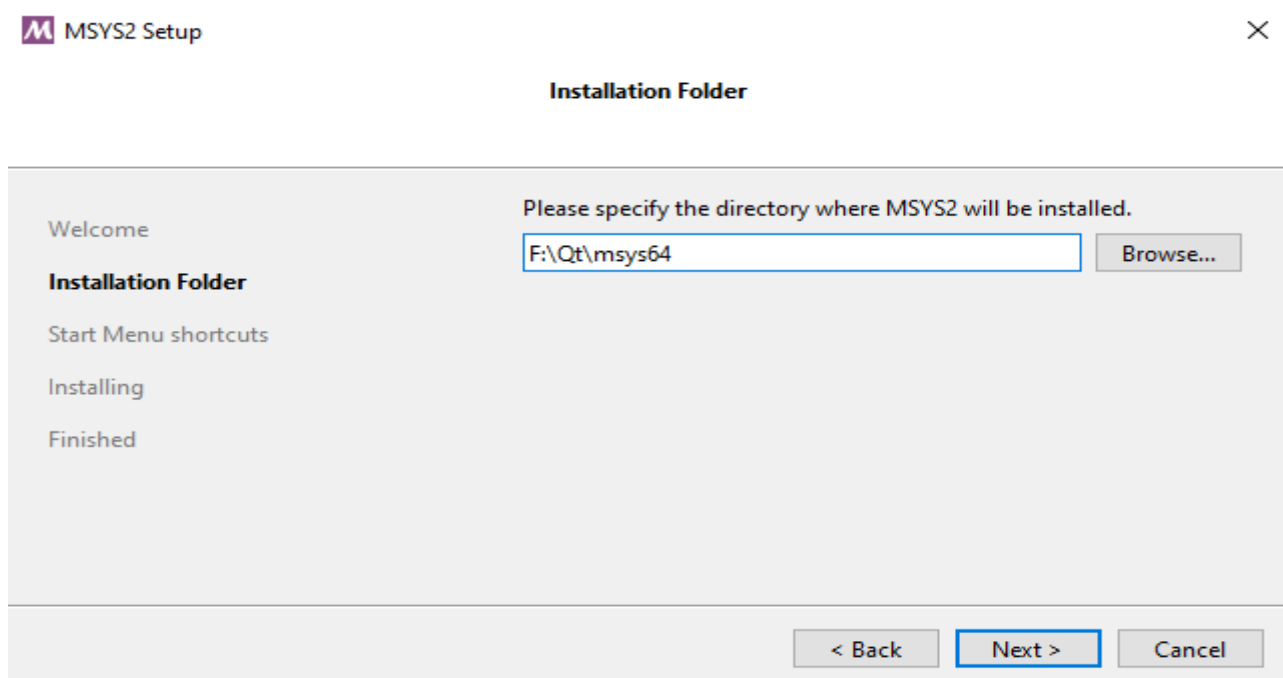 MSYS2 Setup
Installation Folder
Welcome
Installation Folder
Start Menu shortcuts
Installing
Finished
Please specify the directory where MSYS2 will be installed.
F:\Qt\msys64
Browse...
< Back
Next >
Cancel